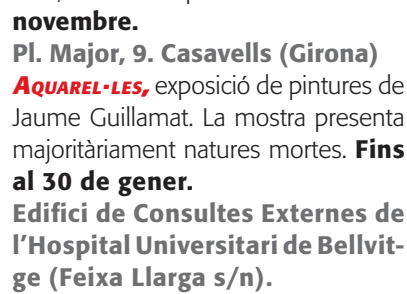 novembre.
Pl. Major, 9. Casavells (Girona)
AQUAREL·LES, exposició de pintures de
Jaume Guillamat. La mostra presenta
majoritàriament natures mortes. Fins
al 30 de gener.
Edifici de Consultes Externes de
l'Hospital Universitari de Bellvit-
ge (Feixa Llarga s/n).